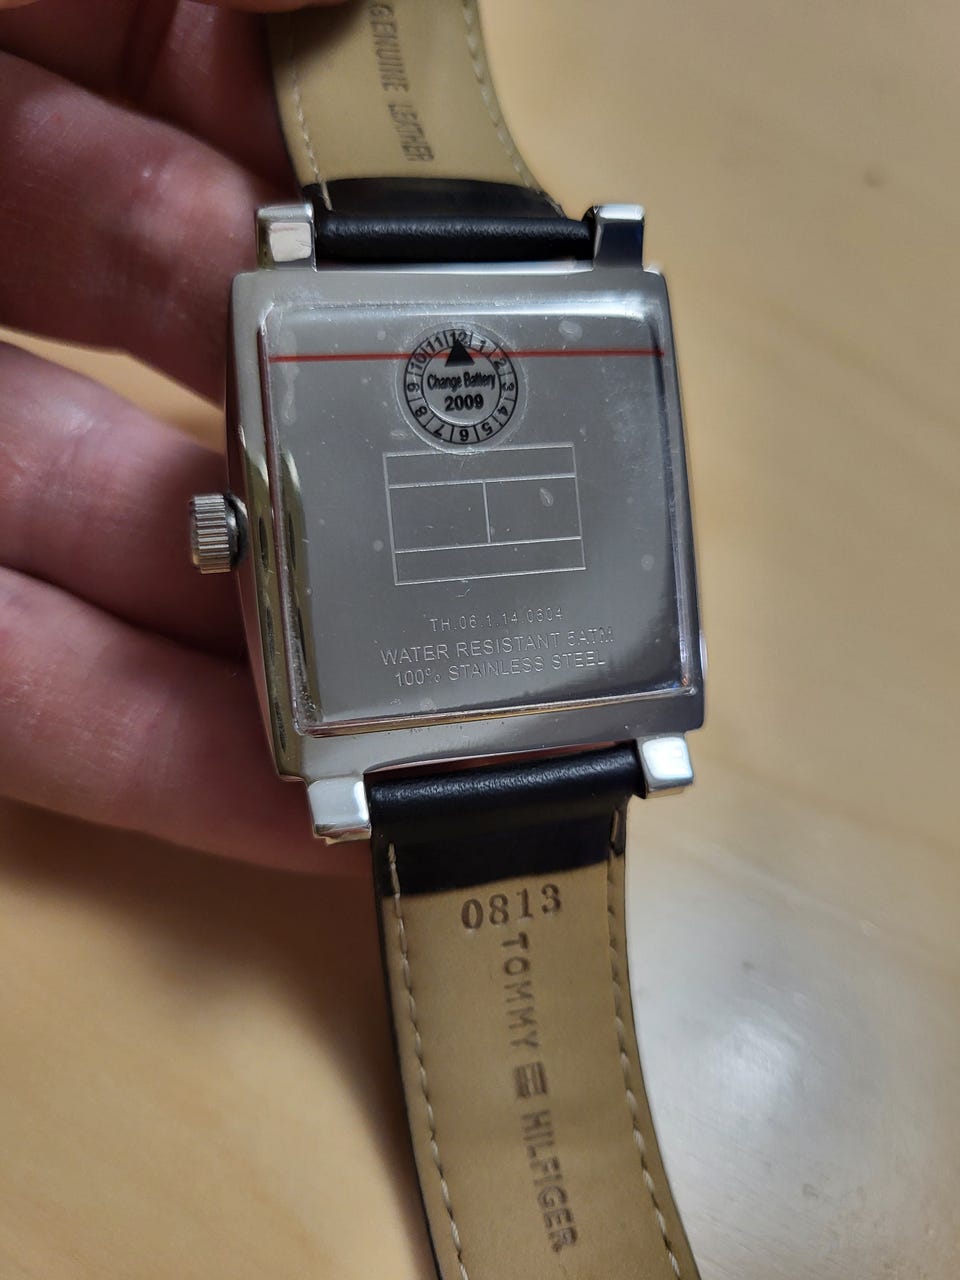 GENUINE LEATHER
12 1 2 3 4 5 6 7 8 9 10 11
Change Battery
2009
TH.06.1.14.0604
WATER RESISTANT 5ATM
100% STAINLESS STEEL
0813
TOMMY HILFIGER